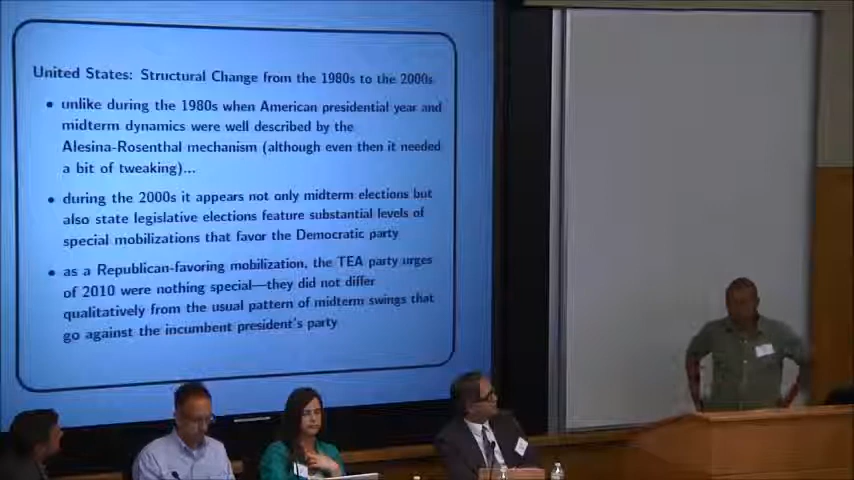 United States: Structural Change from the 1980s to the 2000s
• unlike during the 1980s when American presidential year and
midterm dynamics were well described by the
Alesina-Rosenthal mechanism (although even then it needed
a bit of tweaking)...
• during the 2000s it appears not only midterm elections but
also state legislative elections feature substantial levels of
special mobilizations that favor the Democratic party
• as a Republican-favoring mobilization, the TEA party urges
of 2010 were nothing special—they did not differ
qualitatively from the usual pattern of midterm swings that
go against the incumbent president's party